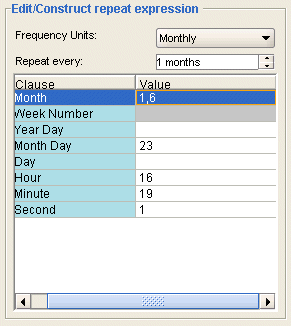 Edit/Construct repeat expression
Frequency Units: Monthly
Repeat every: 1 months
Clause Value
Month 1,6
Week Number
Year Day
Month Day 23
Day
Hour 16
Minute 19
Second 1